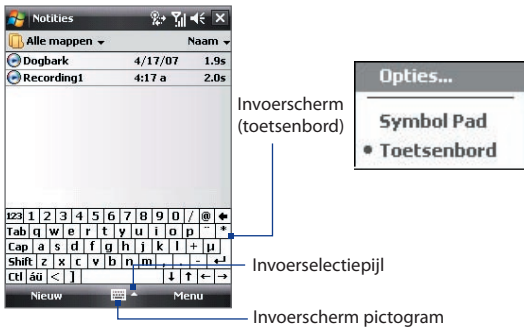 Notities
Alle mappen Naam
Dogbark 4/17/07 1.9s
Recording1 4:17 a 2.0s
123 1 2 3 4 5 6 7 8 9 0 / @
Tab q w e r t y u i o p ¨ *
Cap a s d f g h j k l + µ
Shift z x c v b n m , . - ↵
Ctl áü < ] ↓ ↑ ← →
Nieuw Menu
Invoerscherm
(toetsenbord)
Invoerselectiepijl
Invoerscherm pictogram
Opties...
Symbol Pad
• Toetsenbord